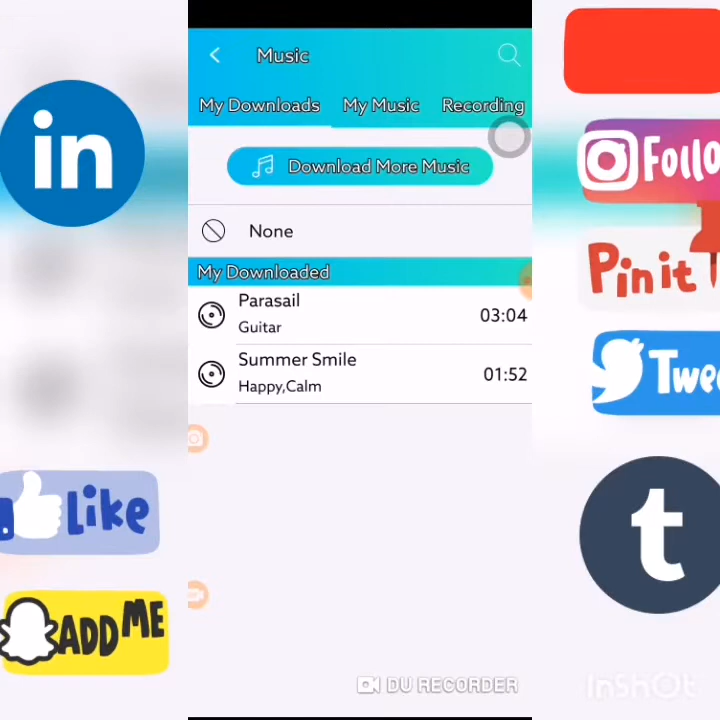 Music
My Downloads My Music Recording
Download More Music
None
My Downloaded
Parasail
Guitar
03:04
Summer Smile
Happy,Calm
01:52
DU RECORDER
in
Like
ADD ME
Follo
Pin it
Twee
t
InShOt